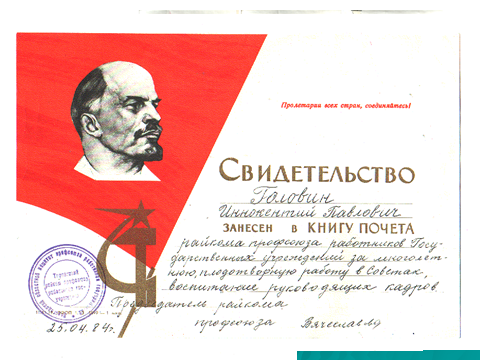 Пролетарии всех стран, соединяйтесь!
СВИДЕТЕЛЬСТВО
Головин
Иннокентий Павлович
ЗАНЕСЕН В КНИГУ ПОЧЕТА
райкома профсоюза работников Госу-
дарственных учреждений за многолет-
нюю, плодотворную работу в Советах,
воспитание руководящих кадров.
Председатель райкома
профсоюза
25.04.84г.